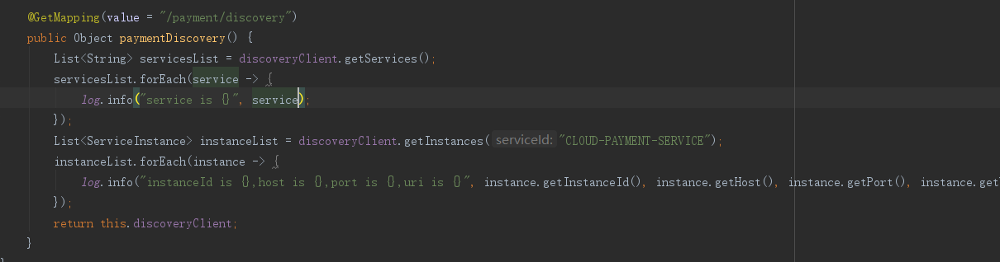 @GetMapping(value = "/payment/discovery")
public Object paymentDiscovery() {
List<String> servicesList = discoveryClient.getServices();
servicesList.forEach(service -> {
log.info("service is {}", service);
});
List<ServiceInstance> instanceList = discoveryClient.getInstances( serviceId: "CLOUD-PAYMENT-SERVICE");
instanceList.forEach(instance -> {
log.info("instanceId is {},host is {},port is {},uri is {}", instance.getInstanceId(), instance.getHost(), instance.getPort(), instance.get
});
return this.discoveryClient;
}